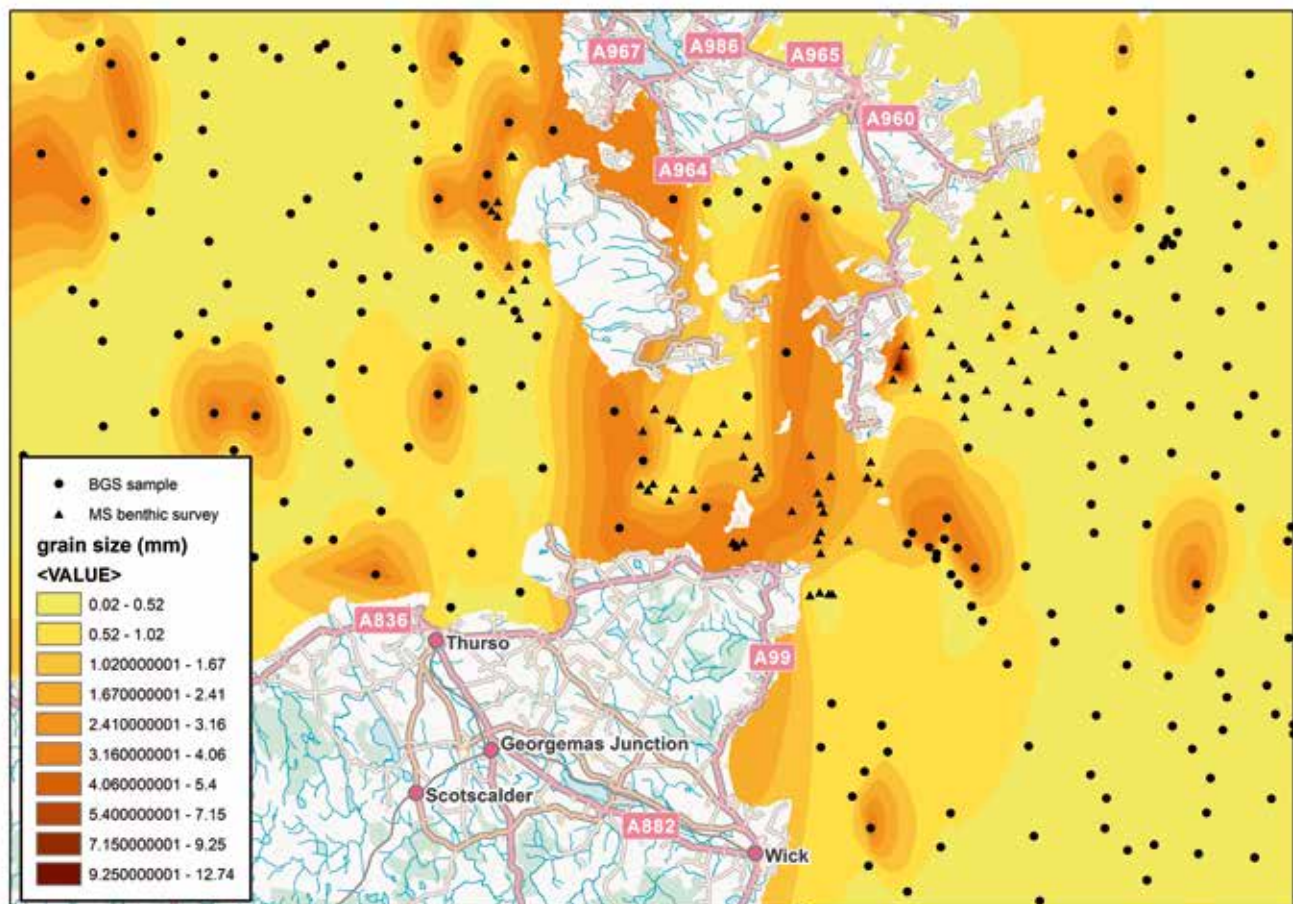 A967
A986
A965
A960
A964
BGS sample
MS benthic survey
grain size (mm)
<VALUE>
0.02 - 0.52
0.52 - 1.02
1.020000001 - 1.67
1.670000001 - 2.41
2.410000001 - 3.16
3.160000001 - 4.06
4.060000001 - 5.4
5.400000001 - 7.15
7.150000001 - 9.25
9.250000001 - 12.74
A836
Thurso
A99
Georgemas Junction
Scotscalder
A882
Wick